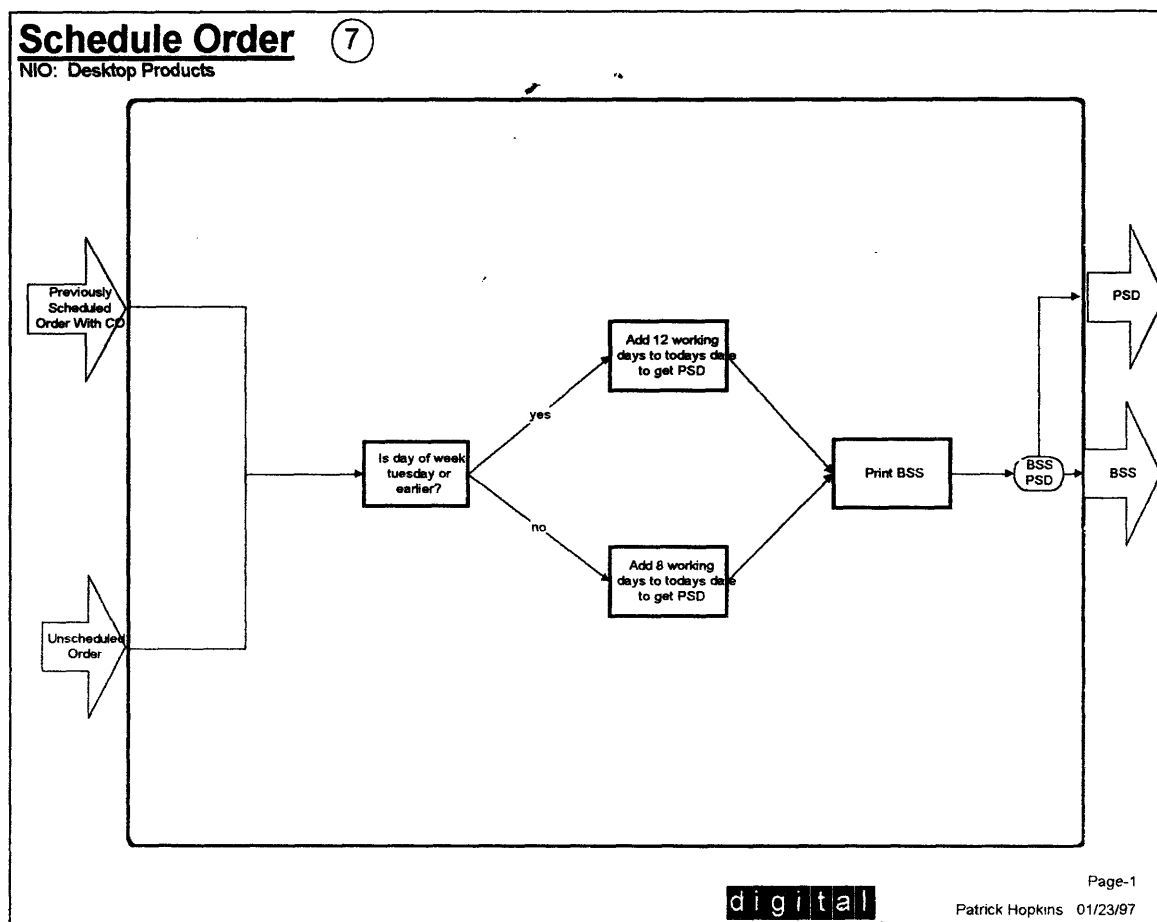 Schedule Order
7
NIO: Desktop Products
Previously
Scheduled
Order With CO
Unscheduled
Order
Is day of week
tuesday or
earlier?
yes
no
Add 12 working
days to todays date
to get PSD
Add 8 working
days to todays date
to get PSD
Print BSS
BSS
PSD
PSD
BSS
digital
Page-1
Patrick Hopkins 01/23/97